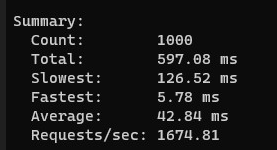 Summary:
Count: 1000
Total: 597.08 ms
Slowest: 126.52 ms
Fastest: 5.78 ms
Average: 42.84 ms
Requests/sec: 1674.81